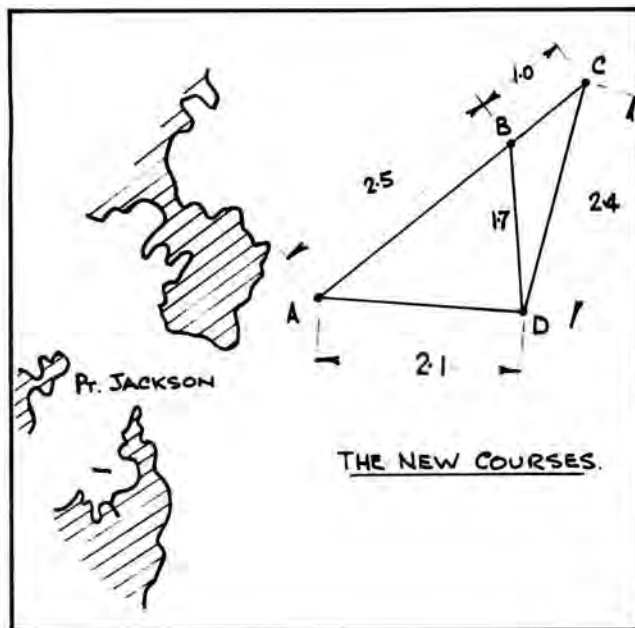 1.0
C
B
2.5
1.7
2.4
A
D
2.1
PT. JACKSON
THE NEW COURSES.